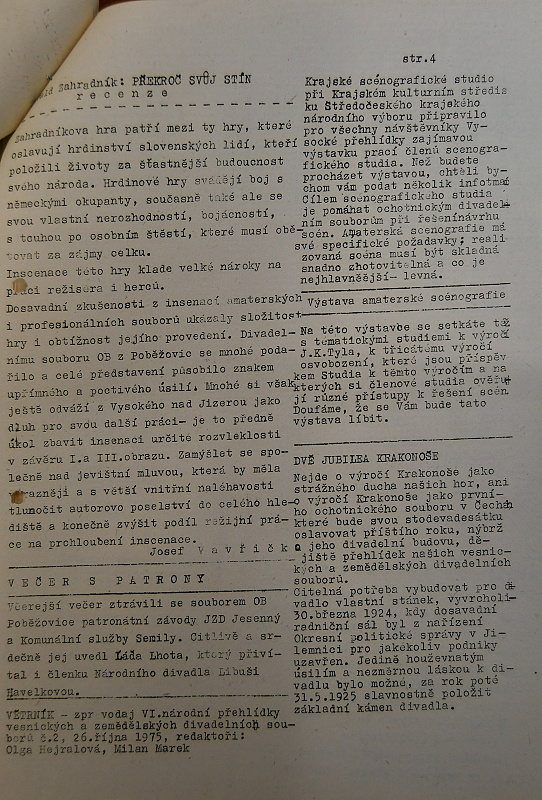 str.4
Zahradník: PŘEKROČ SVŮJ STÍN
r e c e n z e
Zahradníkova hra patří mezi ty hry, které
oslavují hrdinství slovenských lidí, kteří
položili životy za šťastnější budoucnost
svého národa. Hrdinové hry svádějí boj s
německými okupanty, současně také ale se
svou vlastní nerozhodností, bojácností,
s touhou po osobním štěstí, které musí obě-
tovat za zájmy celku.
Inscenace této hry klade velké nároky na
práci režiséra i herců.
Dosavadní zkušenosti z insenací amaterských
i profesionálních souborů ukázaly složitost
hry i obtížnost jejího provedení. Divadel-
nímu souboru OB z Poběžovic se mnohé poda-
řilo a celé představení působilo znakem
upřímného a poctivého úsilí. Mnohé si však
ještě odváží z Vysokého nad Jizerou jako
dluh pro svou další práci- je to předně
úkol zbavit insenaci určité rozvleklosti
v závěru I.a III.obrazu. Zamýšlet se spo-
lečně nad jevištní mluvou, která by měla
výrazněji a s větší vnitřní naléhavostí
tlumočit autorovo poselství do celého hle-
diště a konečně zvýšit podíl režijní prá-
ce na prchloubení inscenace.
Josef V a v ř i č k a
V E Č E R S P A T R O N Y
Včerejší večer ztrávili se souborem OB
Poběžovice patronátní závody JZD Jesenný
a Komunální služby Semily. Citlivě a sr-
dečně jej uvedl Láďa Lhota, který přiví-
tal i členku Národního divadla Libuši
Havelkovou.
VĚTRNÍK - zpr vodaj VI.národní přehlídky
vesnických a zemědělských divadelních sou-
borů č.2, 26.října 1975, redaktoři:
Olga Hejralová, Milan Marek
Krajské scénografické studio
při Krajském kulturním středis
ku Středočeského krajského
národního výboru připravilo
pro všechny návštěvníky Vy-
socké přehlídky zajímavou
výstavku prací členů scenogra-
fického studia. Než budete
procházet výstavou, chtěli by-
chom vám podat několik informac
Cílem scenografického studia
je pomáhat ochotnickým divadel-
ním souborům při řešenínávrhu
scén. Amaterská scenografie má
své specifické požadavky; reali
zovaná scéna musí být skladná
snadno zhotovitelná a co je
nejhlavnější- levná.
Výstava amaterské scénografie
Na této výstavbe se setkáte též
s tematickými studiemi k výročí
J.K.Tyla, k třicátému výročí
osvobození, které jsou příspěv
kem Studia k těmto výročím a na
kterých si členové studia ověřu
jí různé přístupy k řešení scén
Doufáme, že se Vám bude tato
výstava líbit.
DVĚ JUBILEA KRAKONOŠE
Nejde o výročí Krakonoše jako
strážného ducha našich hor, ani
o výročí Krakonoše jako první-
ho ochotnického souboru v Čechách
které bude svou stodevadesátku
oslavovat příštího roku, nýbrž
o jeho divadelní budovu, dě-
jiště přehlídek našich vesnic-
kých a zemědělských divadelních
souborů.
Citelná potřeba vybudovat pro di-
vadlo vlastní stánek, vyvrcholi-
30.března 1924, kdy dosavadní
radniční sál byl z nařízení
Okresní politické správy v Ji-
lemnici pro jakékoliv podniky
uzavřen. Jedině houževnatým
úsilím a nezměrnou láskou k di-
vadlu bylo možné, za rok poté
31.5.1925 slavnostně položit
základní kámen divadla.